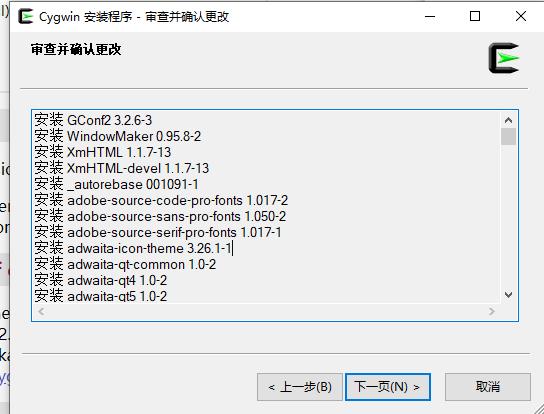 Cygwin 安装程序 - 审查并确认更改
审查并确认更改
安装 GConf2 3.2.6-3
安装 WindowMaker 0.95.8-2
安装 XmHTML 1.1.7-13
安装 XmHTML-devel 1.1.7-13
安装 _autorebase 001091-1
安装 adobe-source-code-pro-fonts 1.017-2
安装 adobe-source-sans-pro-fonts 1.050-2
安装 adobe-source-serif-pro-fonts 1.017-1
安装 adwaita-icon-theme 3.26.1-1
安装 adwaita-qt-common 1.0-2
安装 adwaita-qt4 1.0-2
安装 adwaita-qt5 1.0-2
< 上一步(B)
下一页(N) >
取消